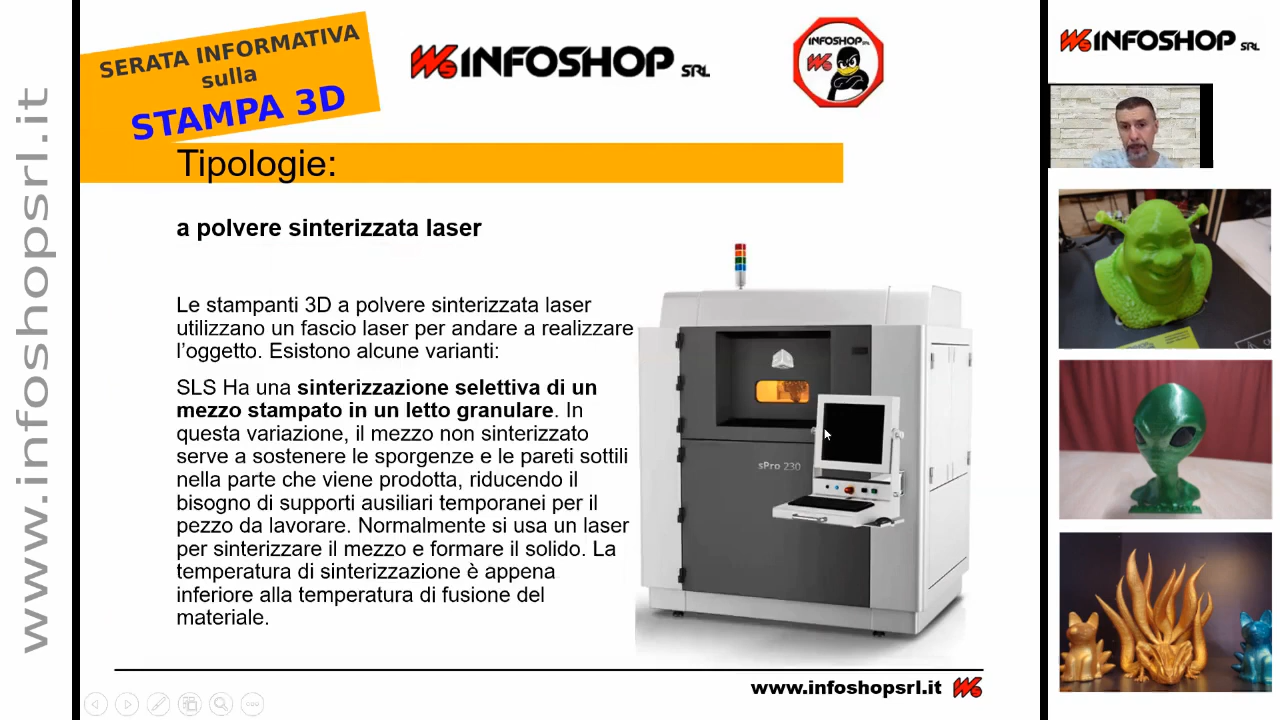 www.infoshopsrl.it
SERATA INFORMATIVA
sulla
STAMPA 3D
INFOSHOP SRL
INFOSHOP SRL
Tipologie:
a polvere sinterizzata laser
Le stampanti 3D a polvere sinterizzata laser
utilizzano un fascio laser per andare a realizzare
l’oggetto. Esistono alcune varianti:
SLS Ha una sinterizzazione selettiva di un
mezzo stampato in un letto granulare. In
questa variazione, il mezzo non sinterizzato
serve a sostenere le sporgenze e le pareti sottili
nella parte che viene prodotta, riducendo il
bisogno di supporti ausiliari temporanei per il
pezzo da lavorare. Normalmente si usa un laser
per sinterizzare il mezzo e formare il solido. La
temperatura di sinterizzazione è appena
inferiore alla temperatura di fusione del
materiale.
sPro 230
www.infoshopsrl.it
INFOSHOP SRL